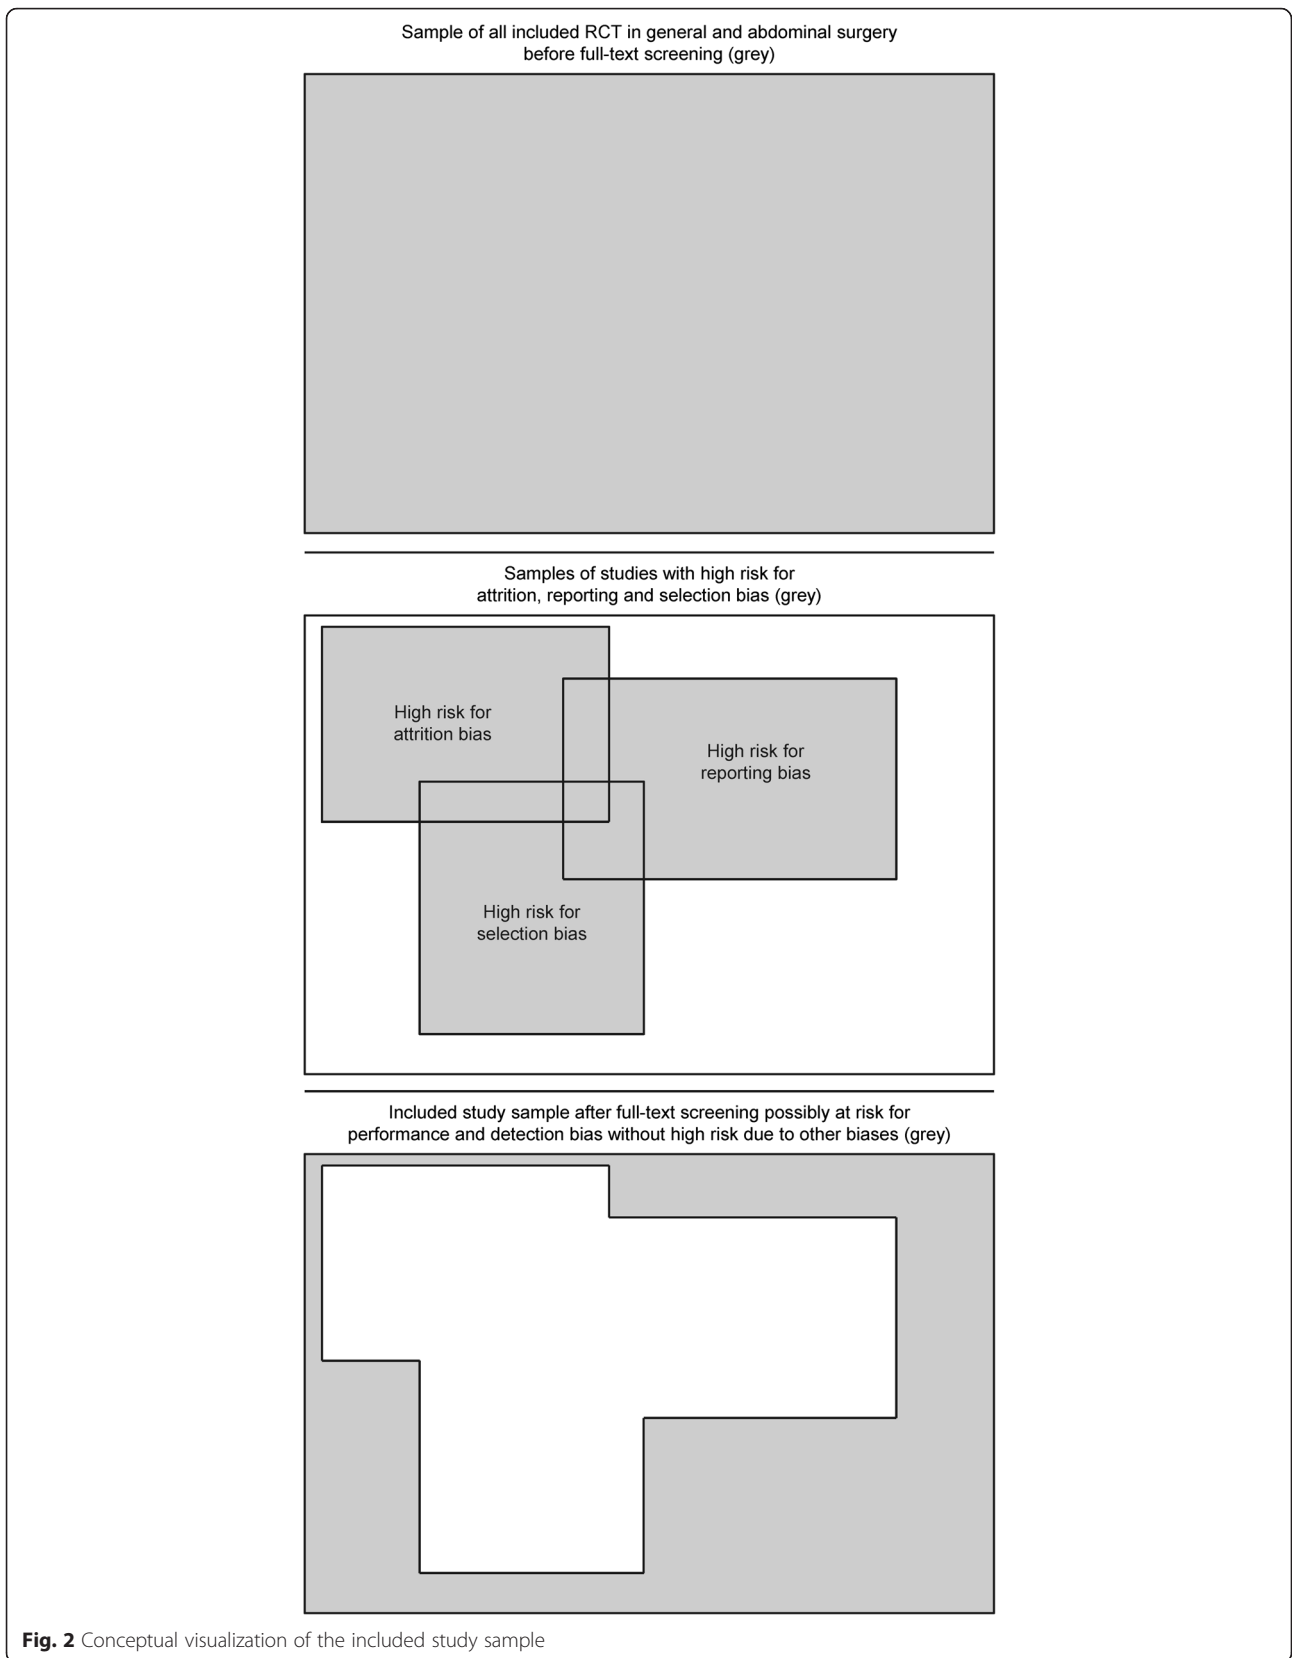 Sample of all included RCT in general and abdominal surgery
before full-text screening (grey)
Samples of studies with high risk for
attrition, reporting and selection bias (grey)
High risk for
attrition bias
High risk for
reporting bias
High risk for
selection bias
Included study sample after full-text screening possibly at risk for
performance and detection bias without high risk due to other biases (grey)
Fig. 2 Conceptual visualization of the included study sample